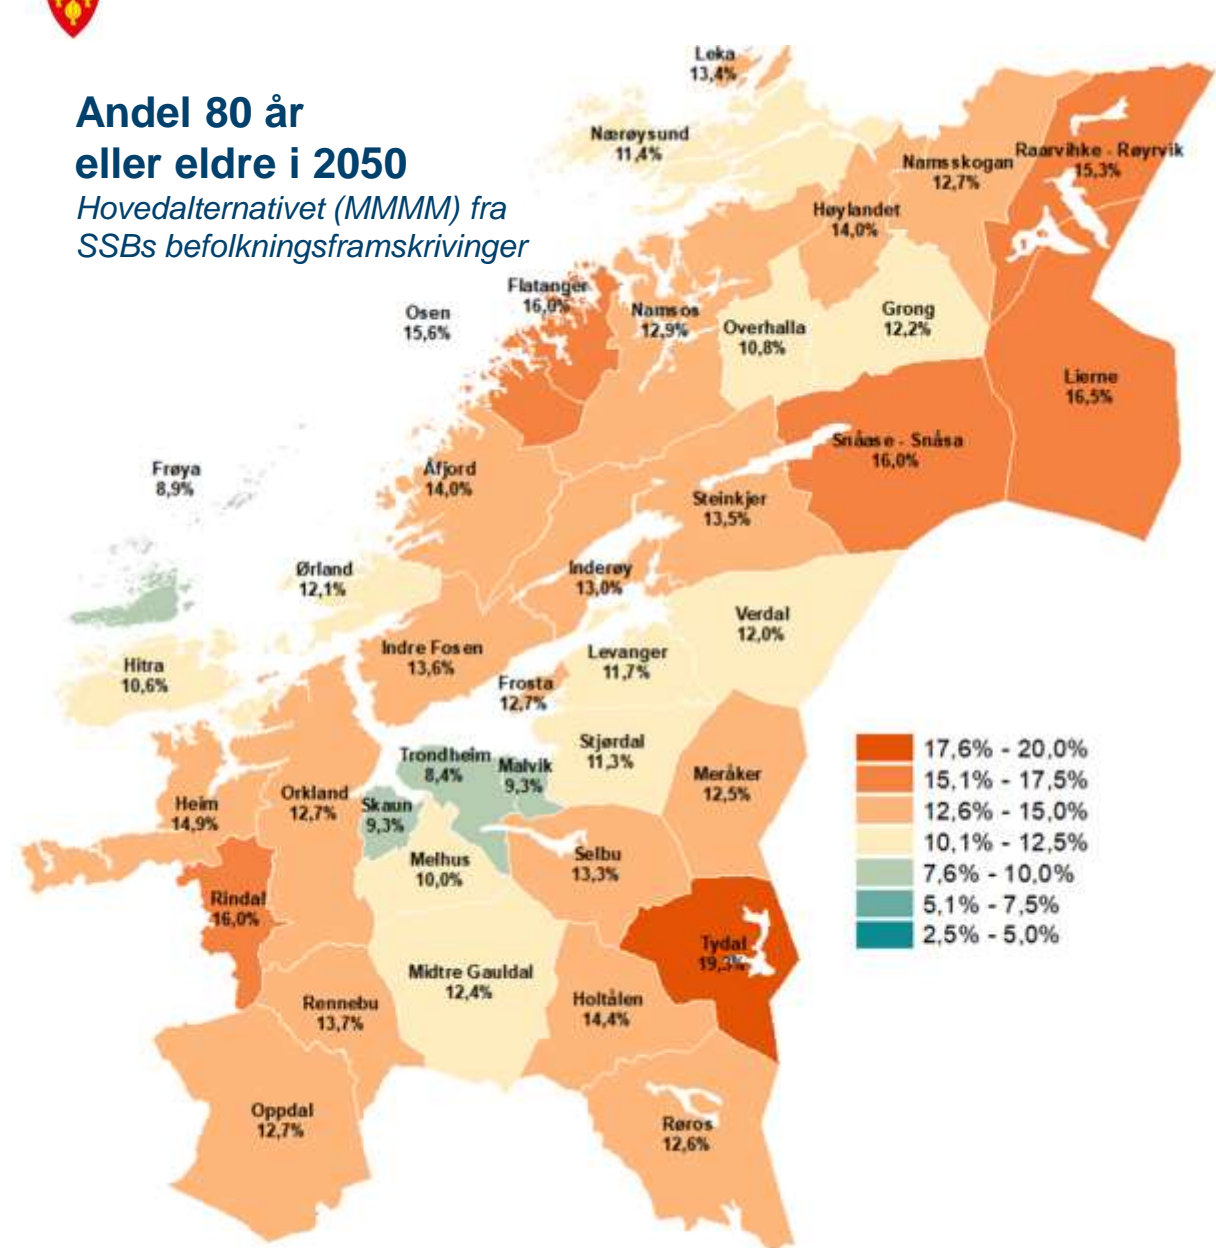 Andel 80 år
eller eldre i 2050
Hovedalternativet (MMMM) fra
SSBs befolkningsframskrivinger
Leka
13,4%
Nærøysund
11,4%
Namsskogan
12,7%
Raarvihke - Røyrvik
15,3%
Høylandet
14,0%
Flatanger
16,0%
Osen
15,6%
Namsos
12,9%
Overhalla
10,8%
Grong
12,2%
Lierne
16,5%
Snåase - Snåsa
16,0%
Frøya
8,9%
Åfjord
14,0%
Steinkjer
13,5%
Ørland
12,1%
Inderøy
13,0%
Verdal
12,0%
Hitra
10,6%
Indre Fosen
13,6%
Levanger
11,7%
Frosta
12,7%
Stjørdal
11,3%
Trondheim
8,4%
Malvik
9,3%
Meråker
12,5%
Heim
14,9%
Orkland
12,7%
Skaun
9,3%
Melhus
10,0%
Selbu
13,3%
Rindal
16,0%
Tydal
19,3%
Midtre Gauldal
12,4%
Rennebu
13,7%
Holtålen
14,4%
Oppdal
12,7%
Røros
12,6%
17,6% - 20,0%
15,1% - 17,5%
12,6% - 15,0%
10,1% - 12,5%
7,6% - 10,0%
5,1% - 7,5%
2,5% - 5,0%